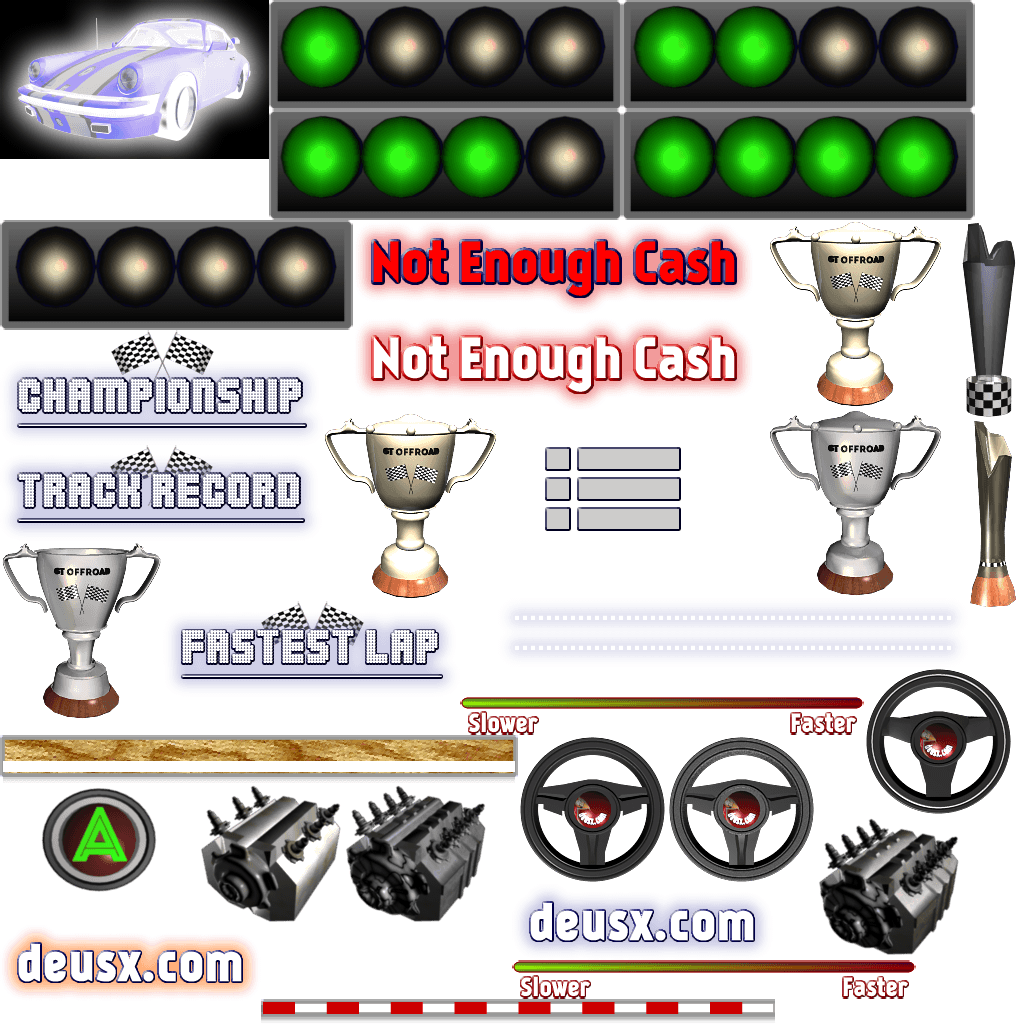 Not Enough Cash
GT OFFROAD
Not Enough Cash
CHAMPIONSHIP
GT OFFROAD
GT OFFROAD
TRACK RECORD
GT OFFROAD
FASTEST LAP
Slower Faster
A
deusx.com
deusx.com
Slower Faster